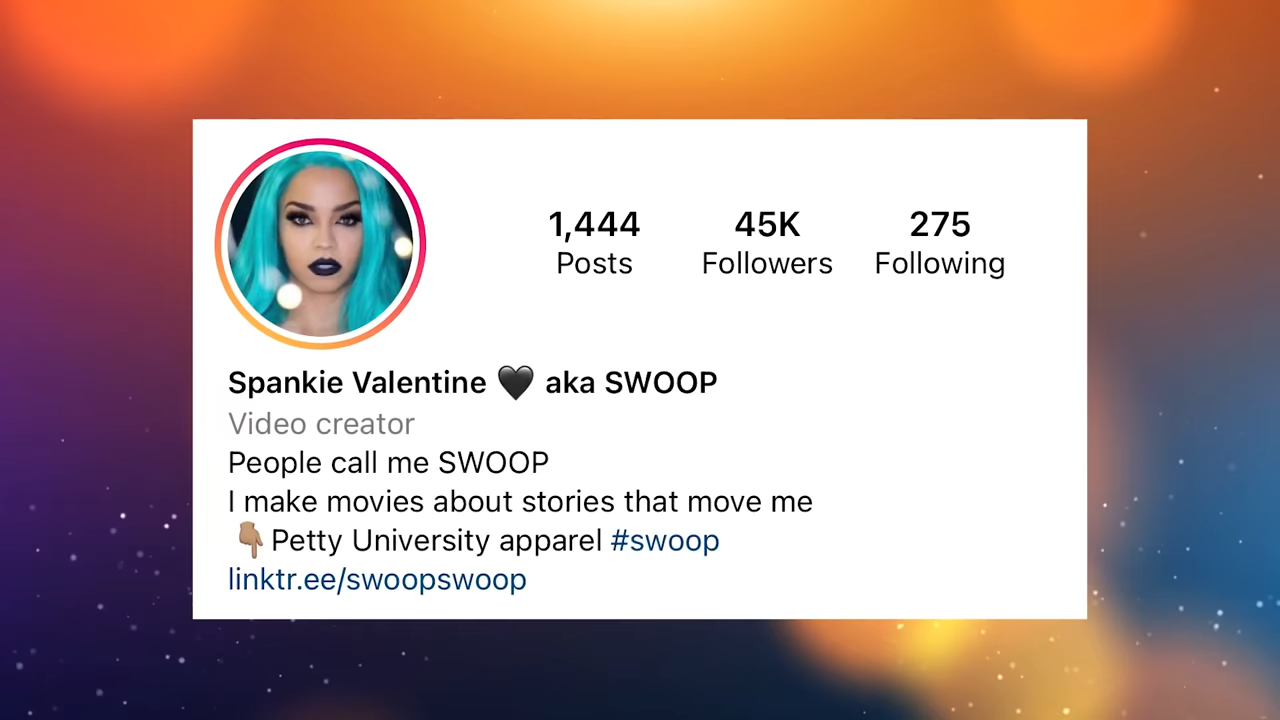 1,444 45K 275
Posts Followers Following
Spankie Valentine 🖤 aka SWOOP
Video creator
People call me SWOOP
I make movies about stories that move me
👇🏽Petty University apparel #swoop
linktr.ee/swoopswoop